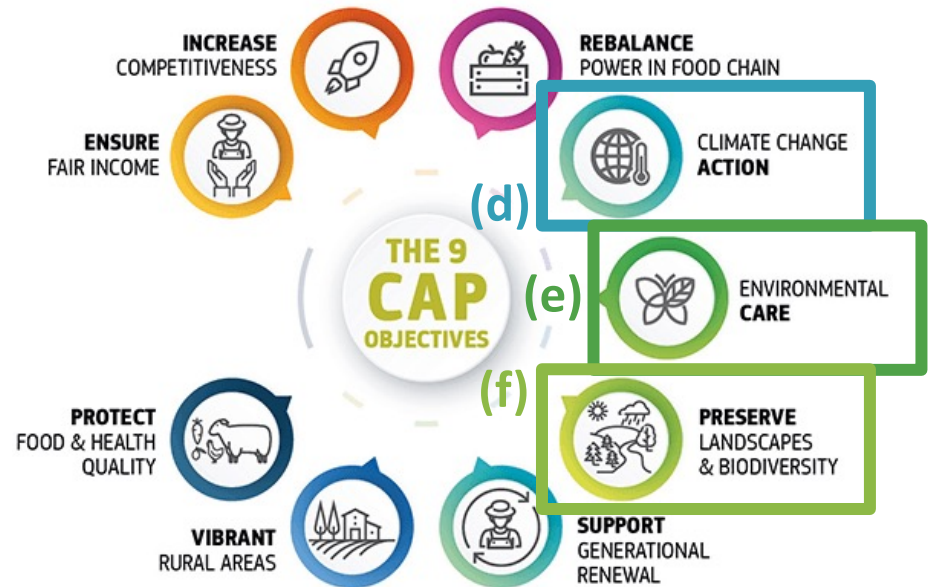 INCREASE
COMPETITIVENESS
REBALANCE
POWER IN FOOD CHAIN
ENSURE
FAIR INCOME
CLIMATE CHANGE
ACTION
(d)
THE 9
CAP
OBJECTIVES
(e)
ENVIRONMENTAL
CARE
(f)
PROTECT
FOOD & HEALTH
QUALITY
PRESERVE
LANDSCAPES
& BIODIVERSITY
VIBRANT
RURAL AREAS
SUPPORT
GENERATIONAL
RENEWAL